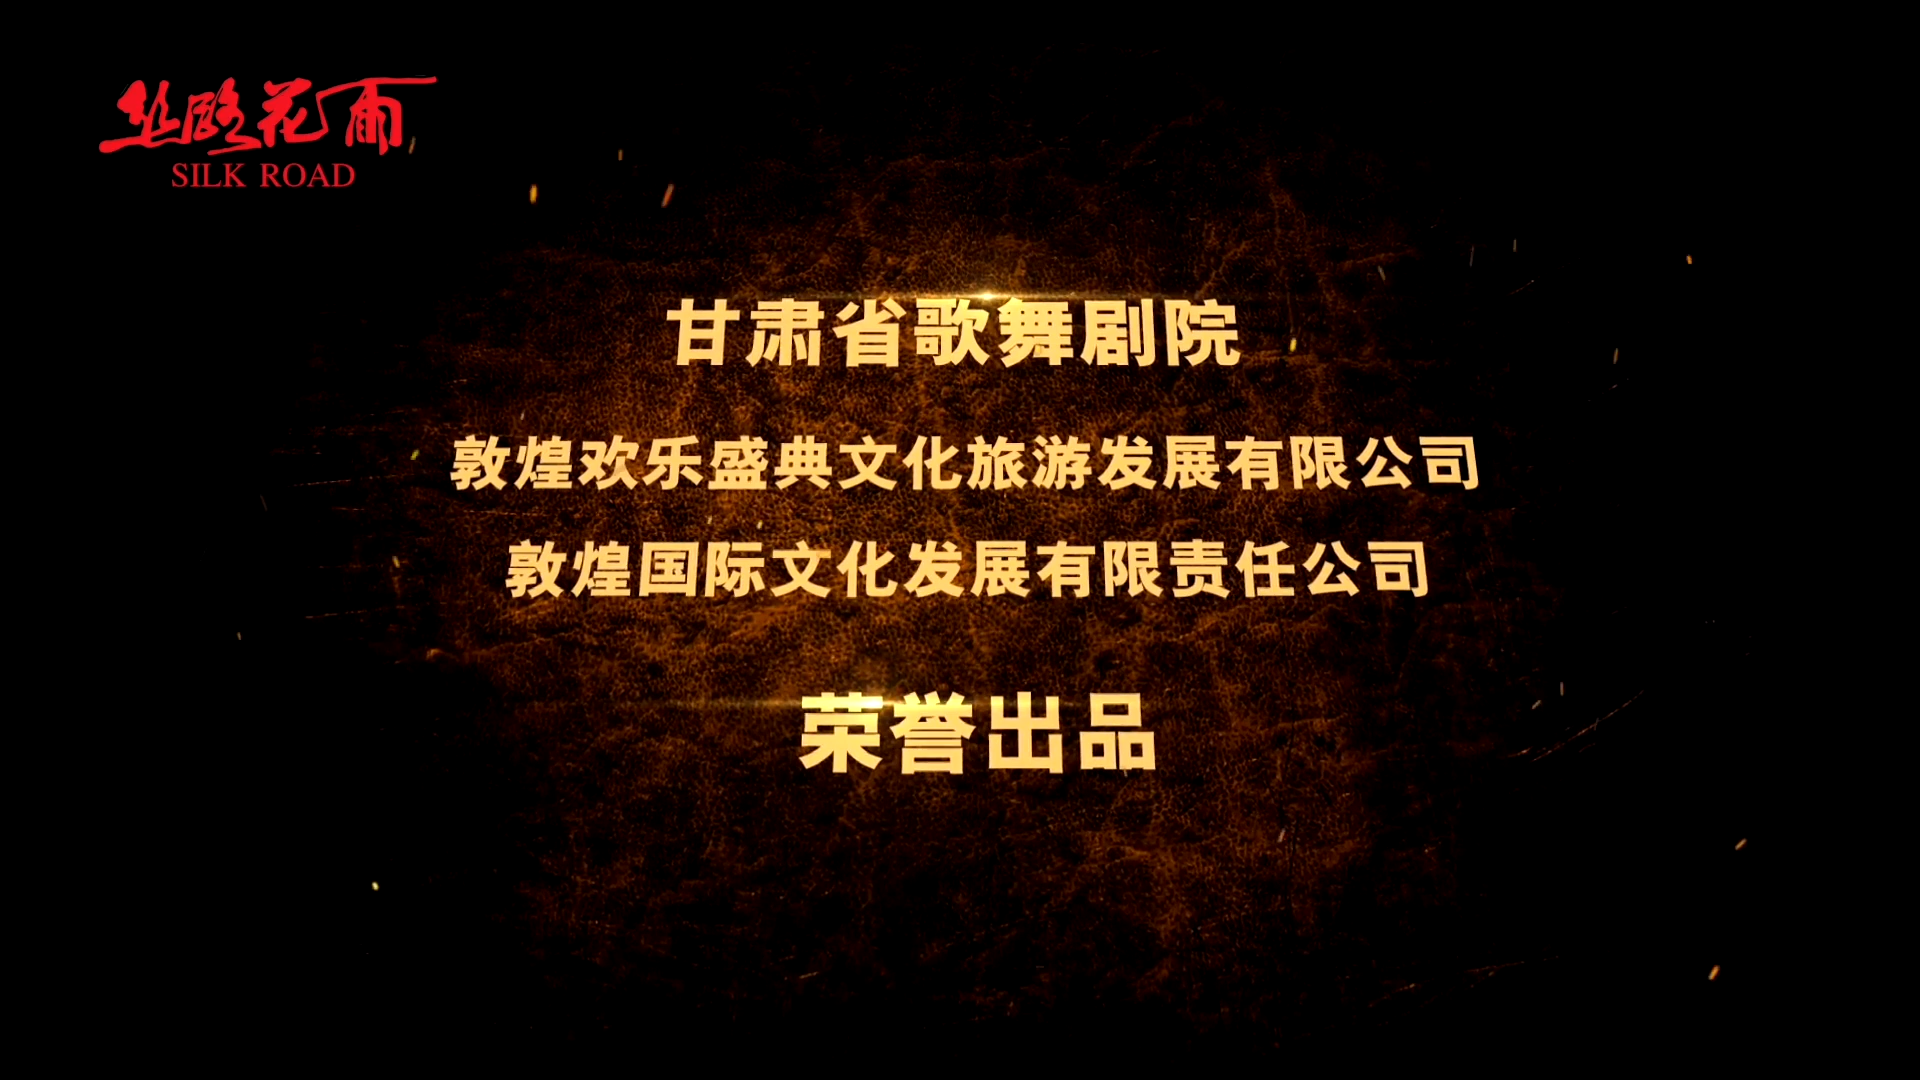 丝路花雨
SILK ROAD
甘肃省歌舞剧院
敦煌欢乐盛典文化旅游发展有限公司
敦煌国际文化发展有限责任公司
荣誉出品